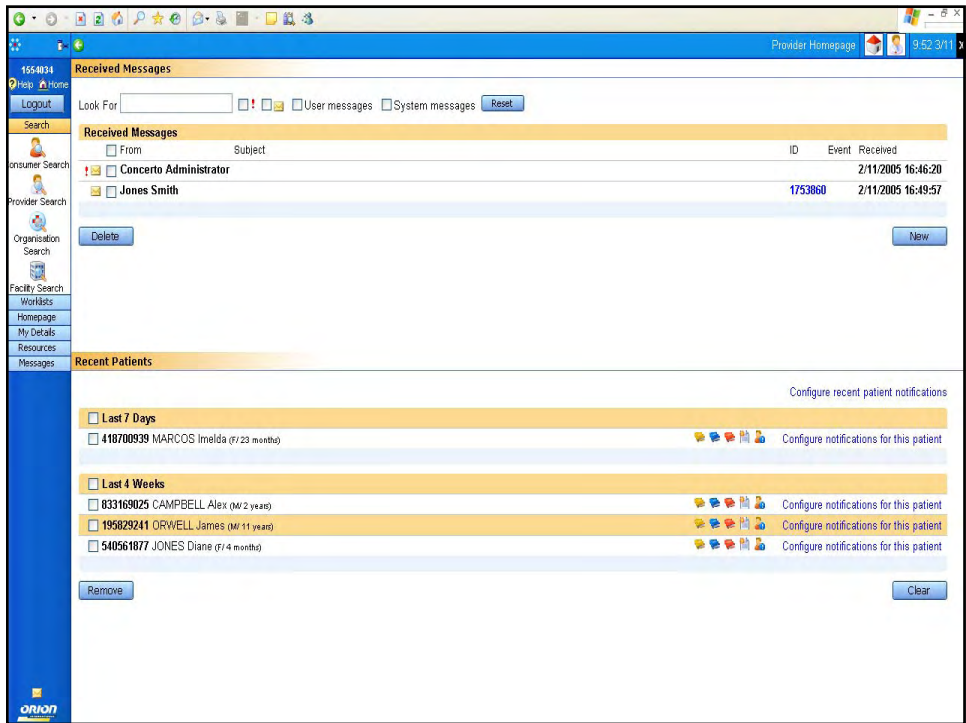 Provider Homepage 9:52 3/11
1554034
Help Home
Logout
Search
onsumer Search
Provider Search
Organisation
Search
Facility Search
Worklists
Homepage
My Details
Resources
Messages
ORION
Received Messages
Look For ! User messages System messages Reset
Received Messages
From Subject ID Event Received
! Concerto Administrator 2/11/2005 16:46:20
Jones Smith 1753860 2/11/2005 16:49:57
Delete New
Recent Patients
Configure recent patient notifications
Last 7 Days
418700939 MARCOS Imelda (F/ 23 months) Configure notifications for this patient
Last 4 Weeks
833169025 CAMPBELL Alex (M/ 2 years) Configure notifications for this patient
195829241 ORWELL James (M/ 11 years) Configure notifications for this patient
540561877 JONES Diane (F/ 4 months) Configure notifications for this patient
Remove Clear